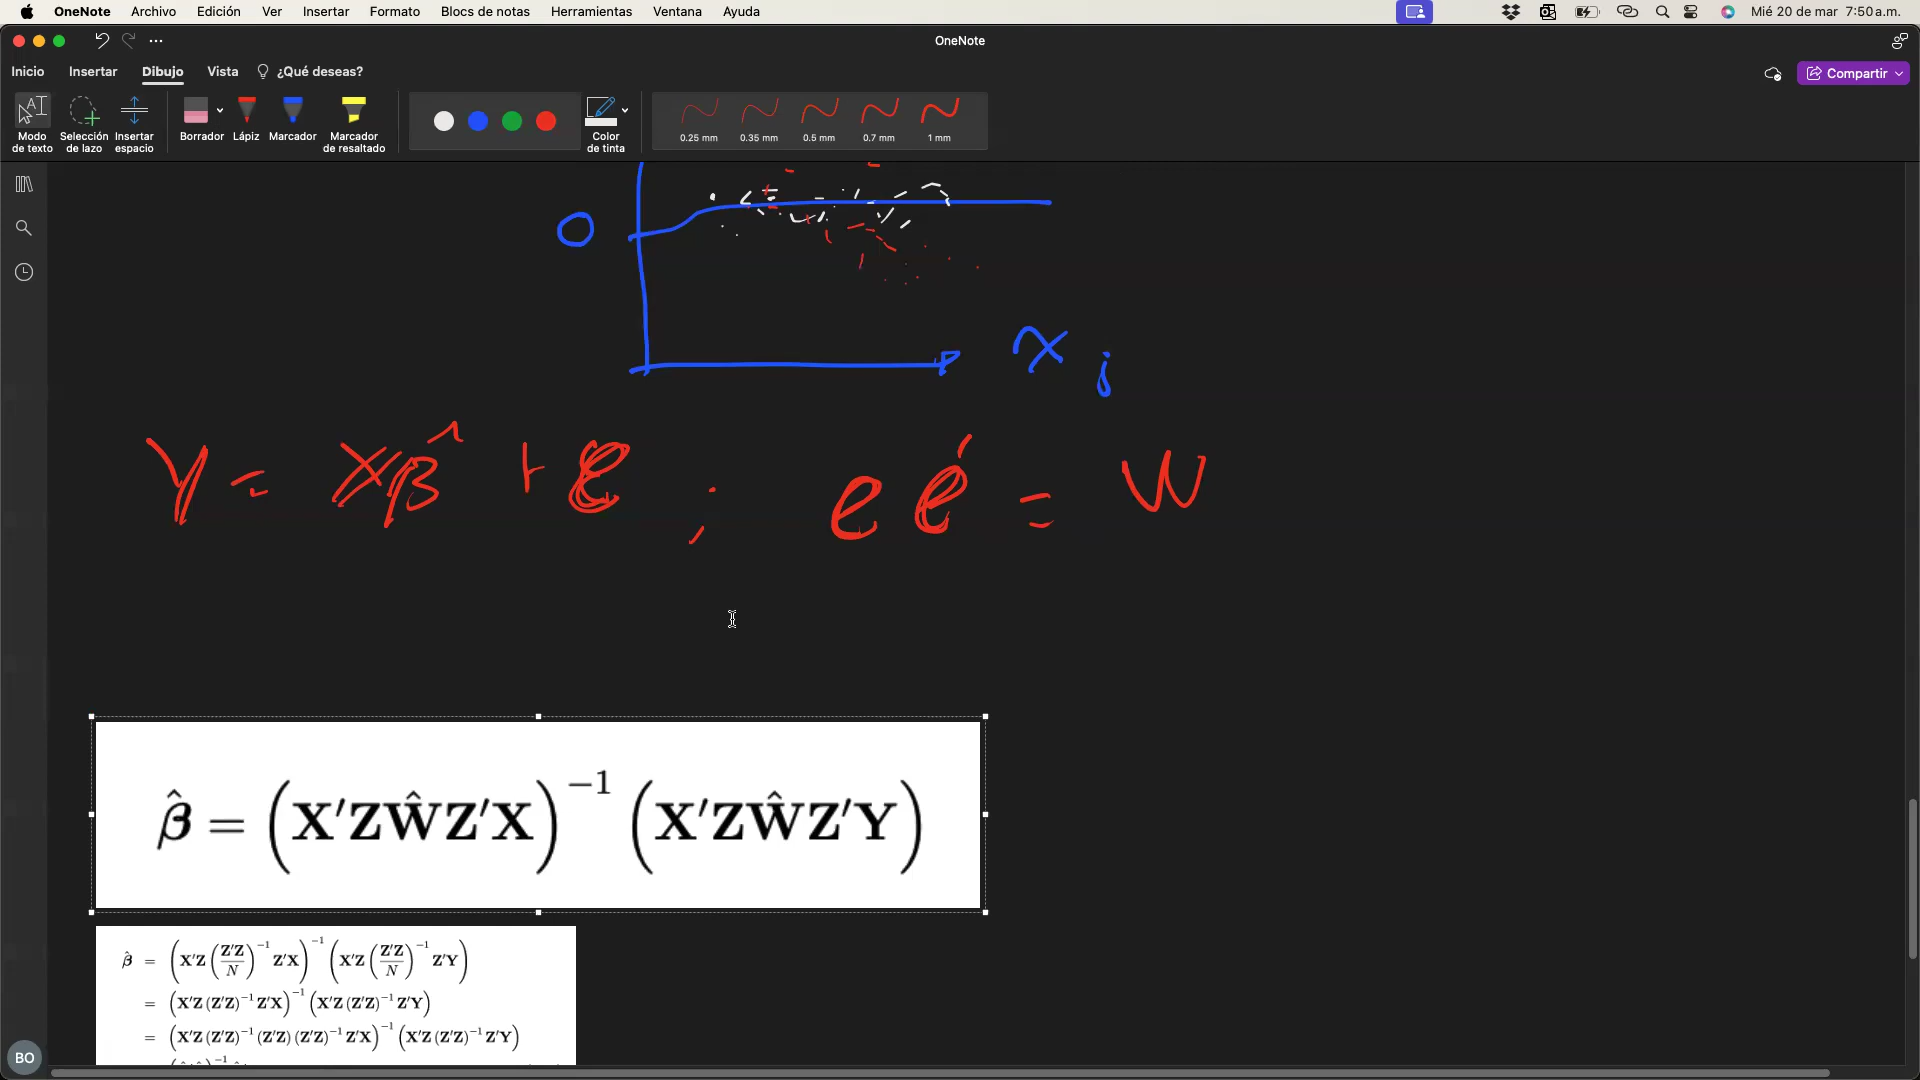 OneNote Archivo Edición Ver Insertar Formato Blocs de notas Herramientas Ventana Ayuda Mié 20 de mar 7:50 a.m.
OneNote
Inicio Insertar Dibujo Vista ¿Qué deseas? Compartir
Modo de texto
Selección de lazo
Insertar espacio
Borrador
Lápiz
Marcador
Marcador de resaltado
Color de tinta
0.25 mm 0.35 mm 0.5 mm 0.7 mm 1 mm
0
X j
Y = Xβ^ + e ; e e' = W
β̂ = (X′ZŴZ′X)⁻¹ (X′ZŴZ′Y)
β̂ = (X′Z (Z′Z/N)⁻¹ Z′X)⁻¹ (X′Z (Z′Z/N)⁻¹ Z′Y)
= (X′Z (Z′Z)⁻¹ Z′X)⁻¹ (X′Z (Z′Z)⁻¹ Z′Y)
= (X′Z (Z′Z)⁻¹ (Z′Z) (Z′Z)⁻¹ Z′X)⁻¹ (X′Z (Z′Z)⁻¹ Z′Y)
BO